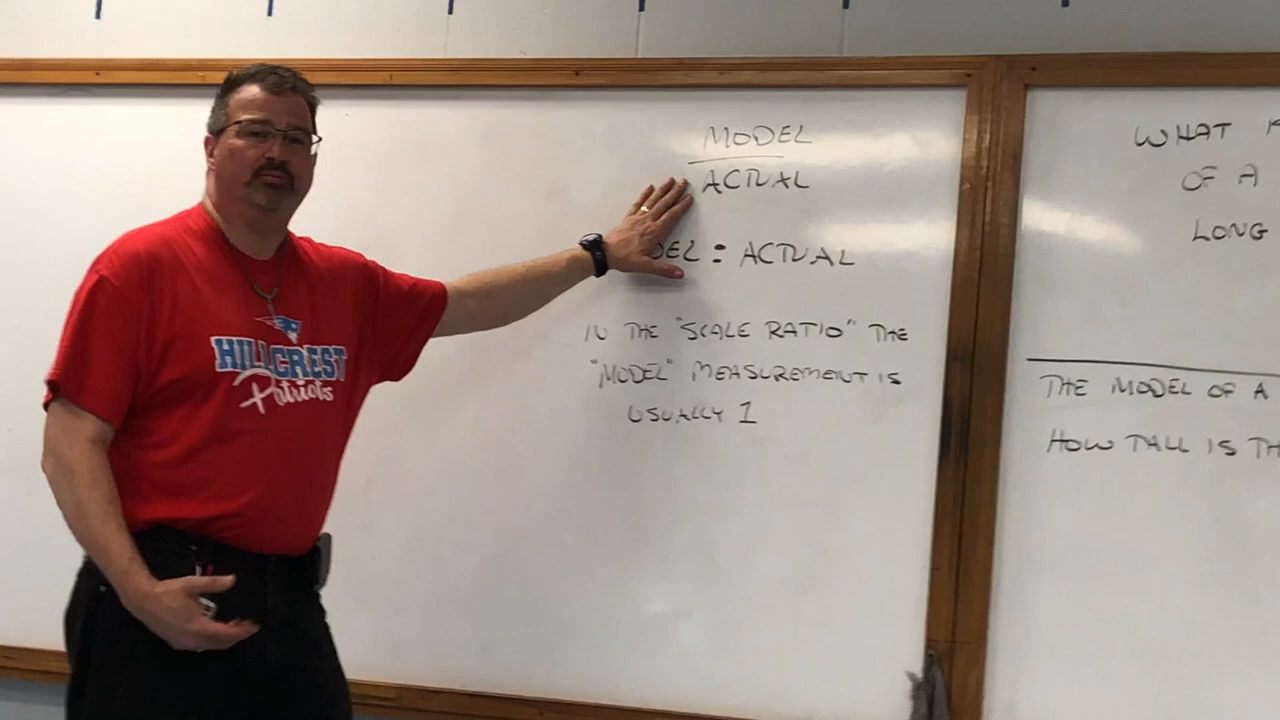 HILLCREST
Patriots
MODEL
ACTUAL
DEL : ACTUAL
IN THE "SCALE RATIO" THE
"MODEL" MEASUREMENT IS
USUALLY 1
WHAT
OF A
LONG
THE MODEL OF A
HOW TALL IS TH